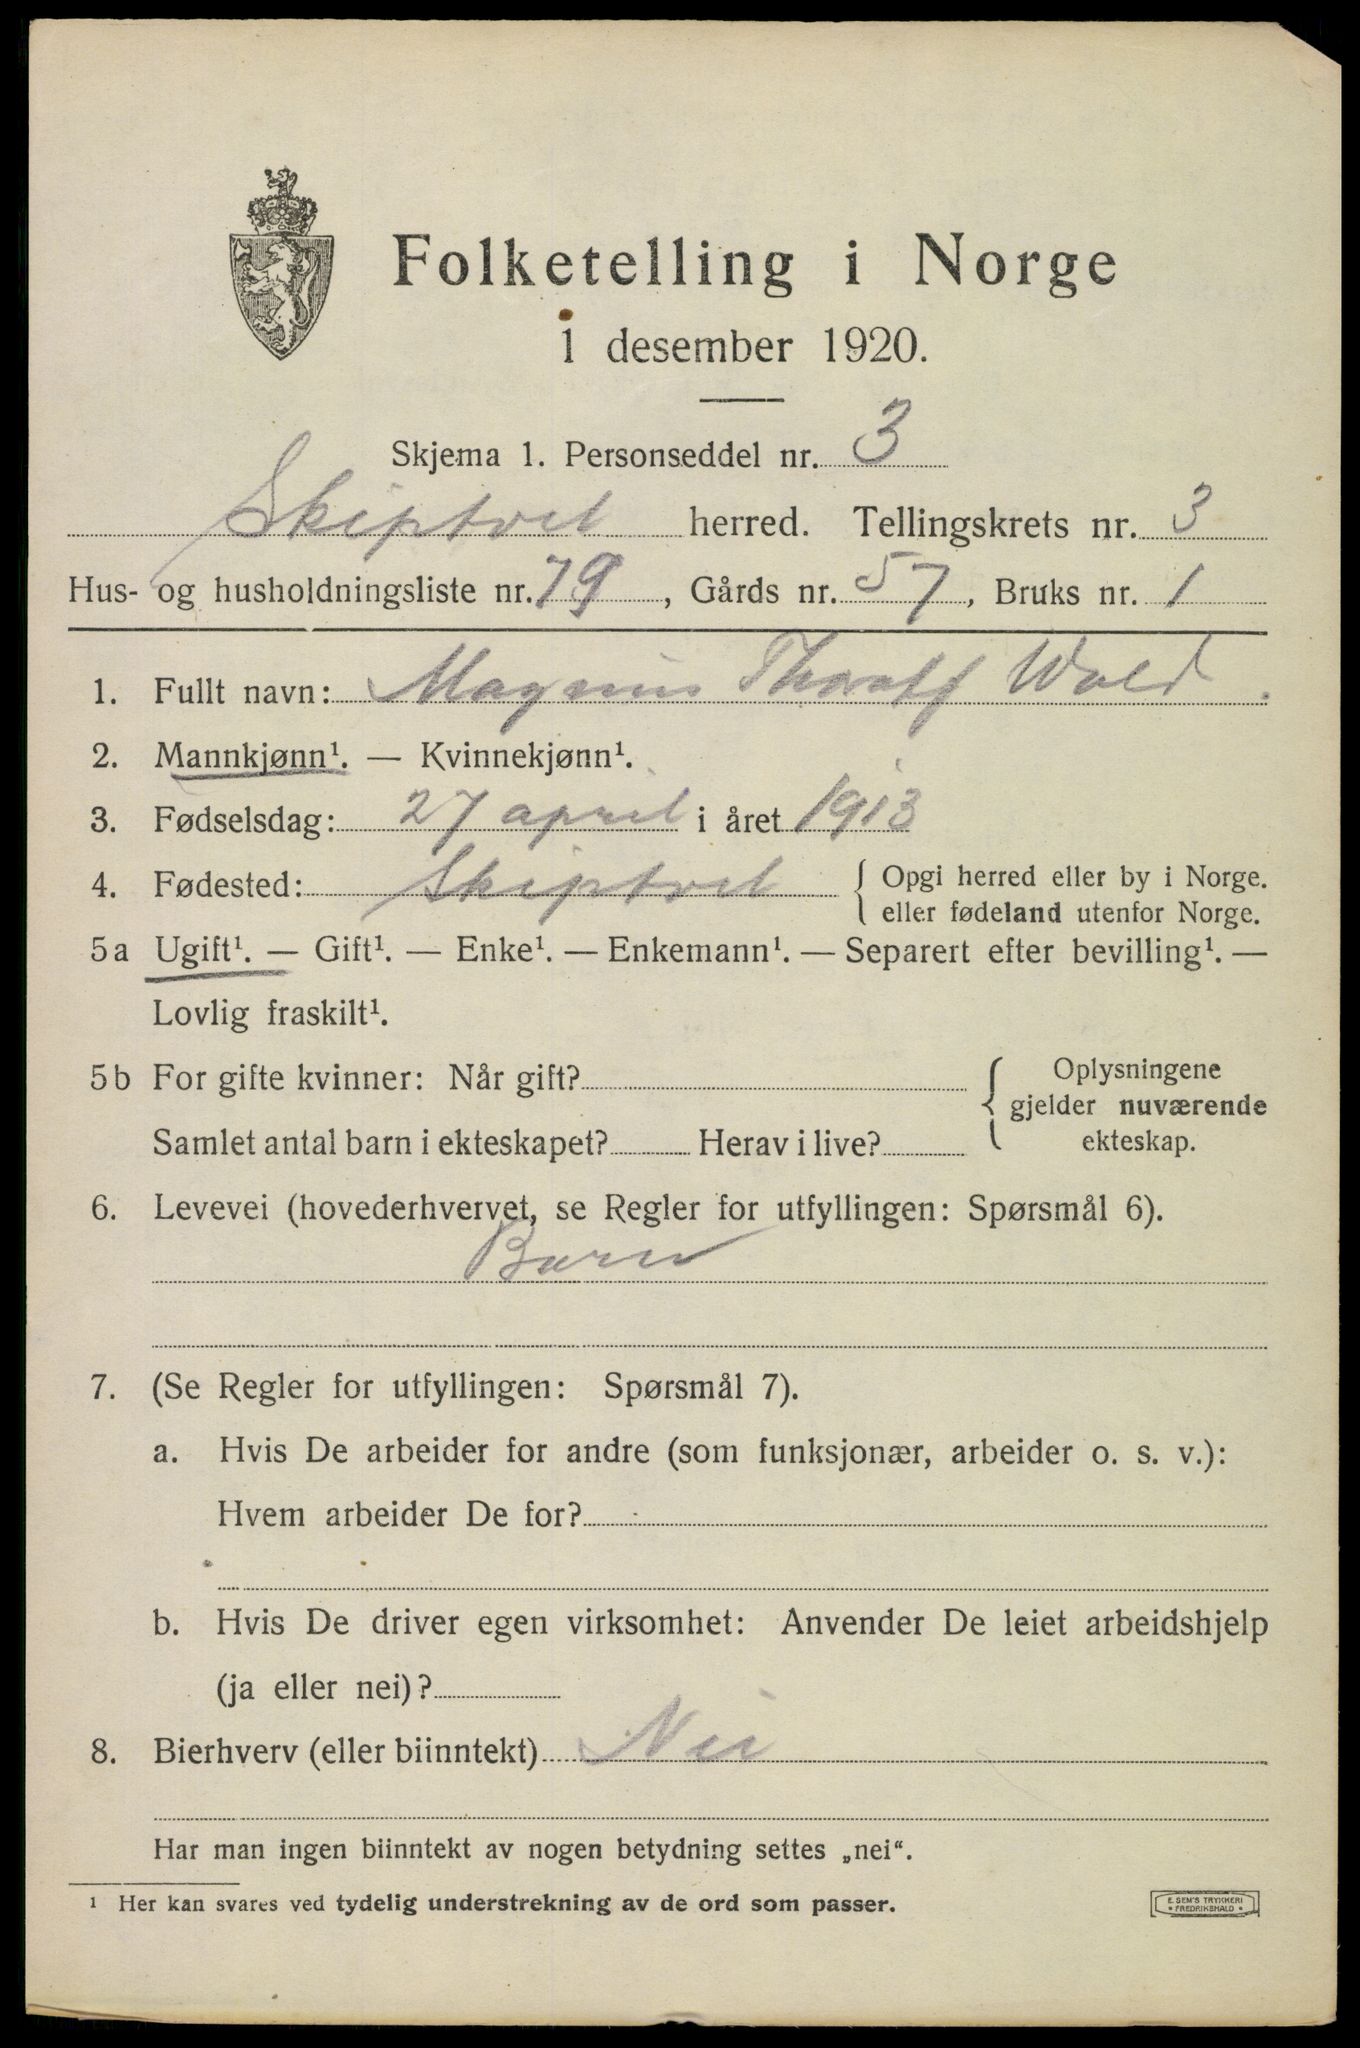 Folketelling i Norge
1 desember 1920.
Skjema 1. Personseddel nr. 3
Skiptvet herred. Tellingskrets nr. 3
Hus- og husholdningsliste nr. 79, Gårds nr. 57, Bruks nr. 1
1. Fullt navn: Magnus Thoralf Wold.
2. Mannkjønn¹. — Kvinnekjønn¹.
3. Fødselsdag: 27 april i året 1913
4. Fødested: Skiptvet { Opgi herred eller by i Norge.
eller fødeland utenfor Norge.
5a Ugift¹. — Gift¹. — Enke¹. — Enkemann¹. — Separert efter bevilling¹. —
Lovlig fraskilt¹.
5b For gifte kvinner: Når gift? { Oplysningene
gjelder nuværende
Samlet antal barn i ekteskapet? Herav i live? ekteskap.
6. Levevei (hovederhvervet, se Regler for utfyllingen: Spørsmål 6).
Barn
7. (Se Regler for utfyllingen: Spørsmål 7).
a. Hvis De arbeider for andre (som funksjonær, arbeider o. s. v.):
Hvem arbeider De for?
b. Hvis De driver egen virksomhet: Anvender De leiet arbeidshjelp
(ja eller nei)?
8. Bierhverv (eller biinntekt) Nei
Har man ingen biinntekt av nogen betydning settes „nei“.
¹ Her kan svares ved tydelig understrekning av de ord som passer.
E. SEM'S TRYKKERI
* FREDRIKSHALD *